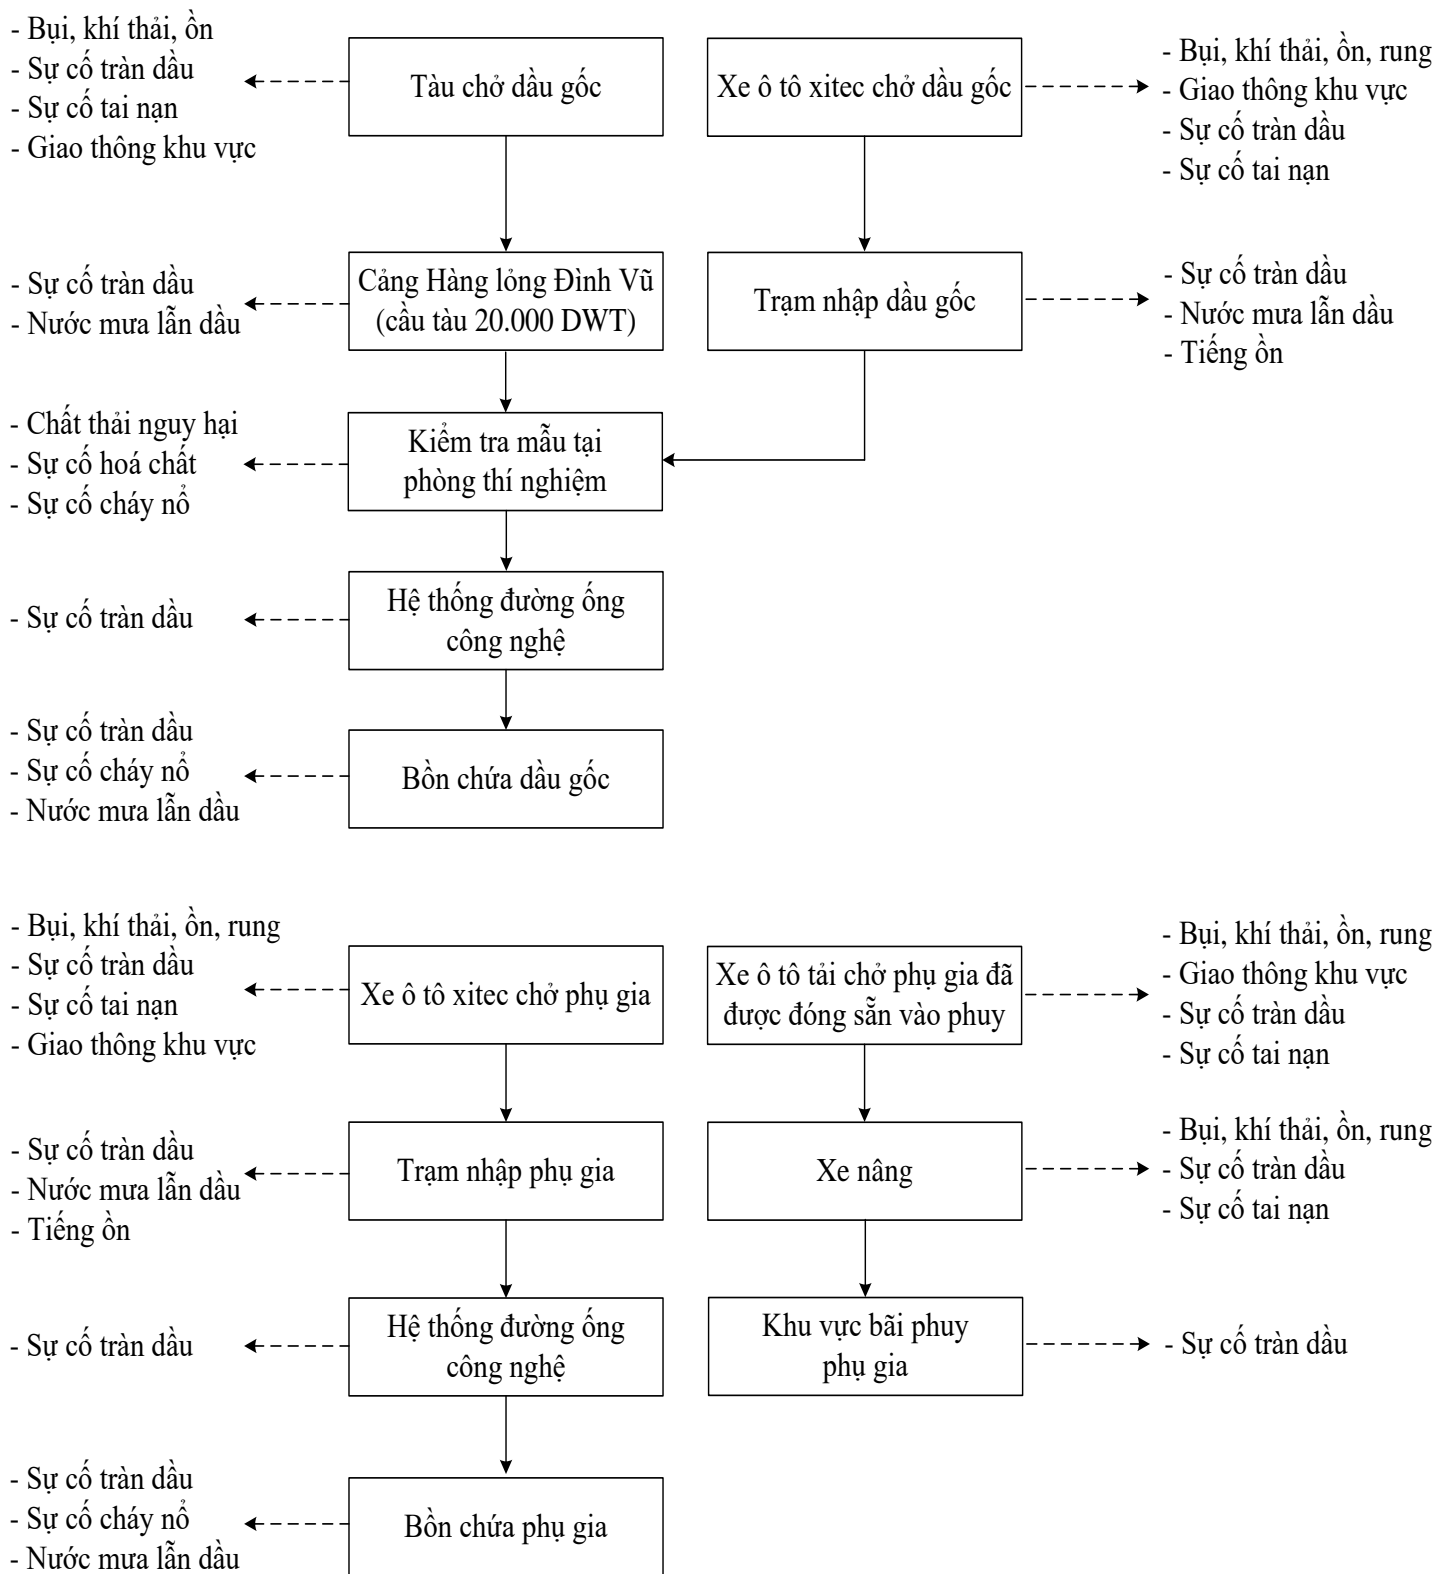 - Bụi, khí thải, ồn
- Sự cố tràn dầu
- Sự cố tai nạn
- Giao thông khu vực
Tàu chở dầu gốc
Xe ô tô xitec chở dầu gốc
- Bụi, khí thải, ồn, rung
- Giao thông khu vực
- Sự cố tràn dầu
- Sự cố tai nạn
- Sự cố tràn dầu
- Nước mưa lẫn dầu
Cảng Hàng lỏng Đình Vũ
(cầu tàu 20.000 DWT)
Trạm nhập dầu gốc
- Sự cố tràn dầu
- Nước mưa lẫn dầu
- Tiếng ồn
- Chất thải nguy hại
- Sự cố hoá chất
- Sự cố cháy nổ
Kiểm tra mẫu tại
phòng thí nghiệm
- Sự cố tràn dầu
Hệ thống đường ống
công nghệ
- Sự cố tràn dầu
- Sự cố cháy nổ
- Nước mưa lẫn dầu
Bồn chứa dầu gốc
- Bụi, khí thải, ồn, rung
- Sự cố tràn dầu
- Sự cố tai nạn
- Giao thông khu vực
Xe ô tô xitec chở phụ gia
Xe ô tô tải chở phụ gia đã
được đóng sẵn vào phuy
- Bụi, khí thải, ồn, rung
- Giao thông khu vực
- Sự cố tràn dầu
- Sự cố tai nạn
- Sự cố tràn dầu
- Nước mưa lẫn dầu
- Tiếng ồn
Trạm nhập phụ gia
Xe nâng
- Bụi, khí thải, ồn, rung
- Sự cố tràn dầu
- Sự cố tai nạn
- Sự cố tràn dầu
Hệ thống đường ống
công nghệ
Khu vực bãi phuy
phụ gia
- Sự cố tràn dầu
- Sự cố tràn dầu
- Sự cố cháy nổ
- Nước mưa lẫn dầu
Bồn chứa phụ gia